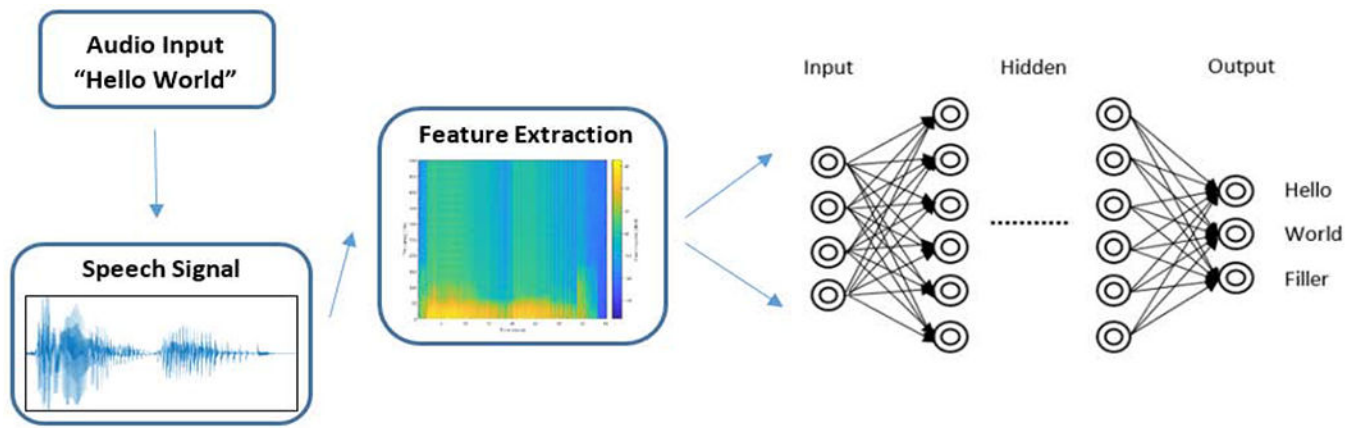 Audio Input
“Hello World”
Speech Signal
Feature Extraction
Input
Hidden
Output
Hello
World
Filler